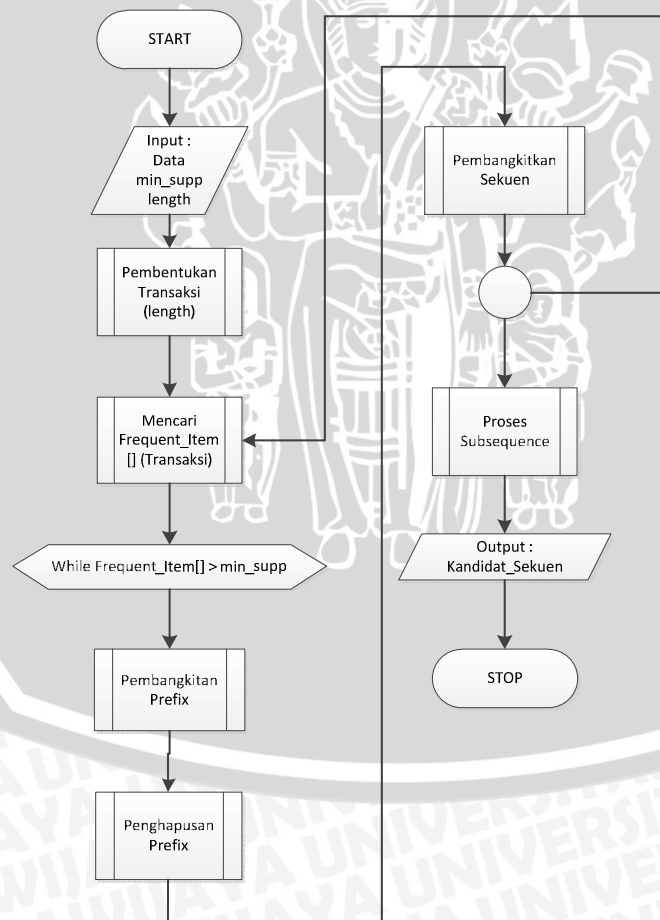 START
Input :
Data
min_supp
length
Pembentukan
Transaksi
(length)
Mencari
Frequent_Item
[] (Transaksi)
While Frequent_Item[] > min_supp
Pembangkitan
Prefix
Penghapusan
Prefix
Pembangkitkan
Sekuen
Proses
Subsequence
Output :
Kandidat_Sekuen
STOP